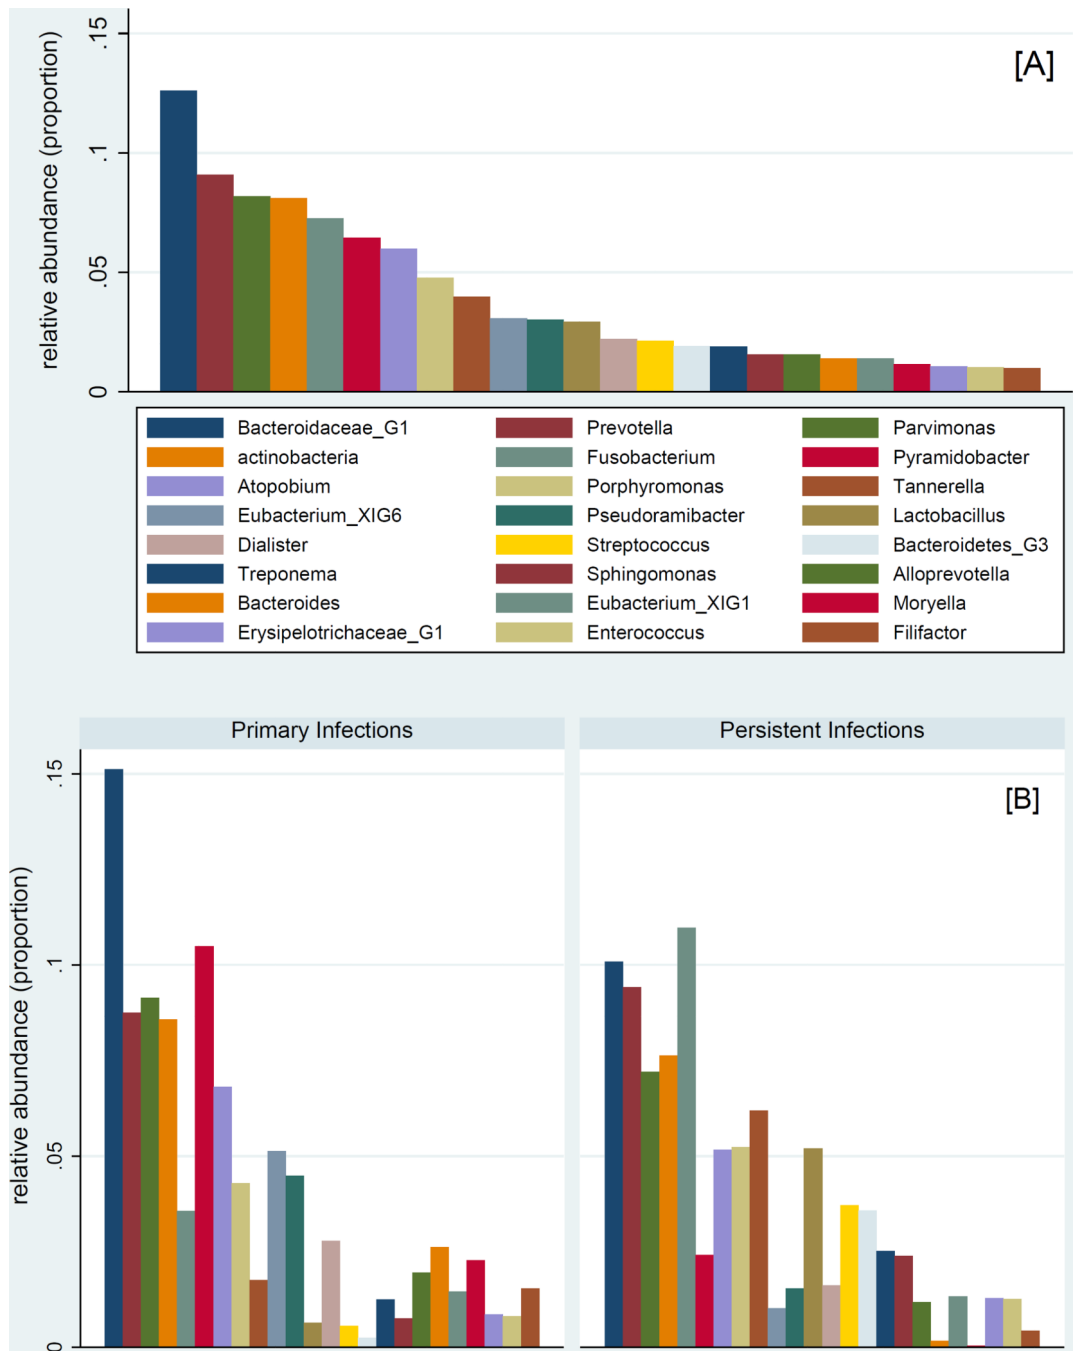 [A]
relative abundance (proportion)
.15
.1
.05
0
Bacteroidaceae_G1 Prevotella Parvimonas
actinobacteria Fusobacterium Pyramidobacter
Atopobium Porphyromonas Tannerella
Eubacterium_XIG6 Pseudoramibacter Lactobacillus
Dialister Streptococcus Bacteroidetes_G3
Treponema Sphingomonas Alloprevotella
Bacteroides Eubacterium_XIG1 Moryella
Erysipelotrichaceae_G1 Enterococcus Filifactor
Primary Infections Persistent Infections
[B]
relative abundance (proportion)
.15
.1
.05
0